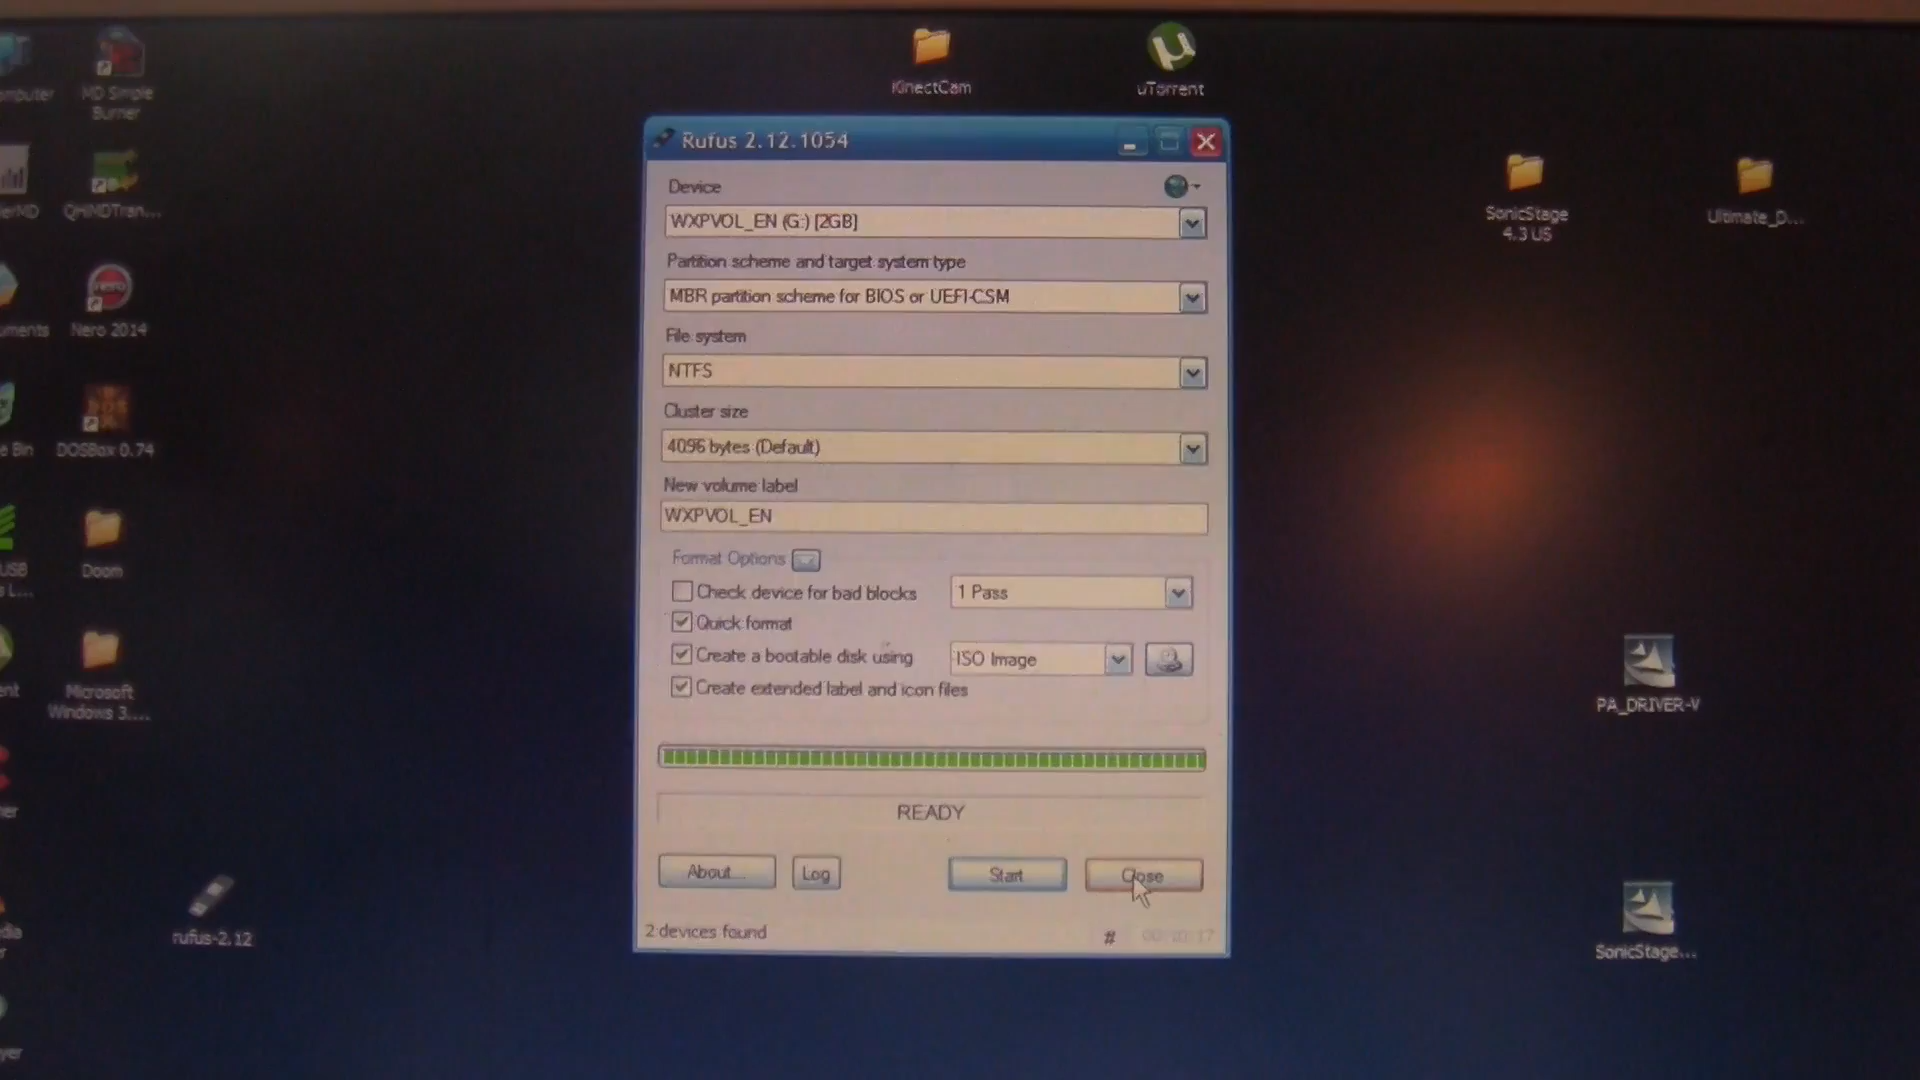 MD Simple
Burner
KinectCam
uTorrent
QHiMDTran...
Nero 2014
DOSBox 0.74
e Bin
Doom
USB
Microsoft
Windows 3....
rufus-2.12
Rufus 2.12.1054
Device
WXPVOL_EN (G:) [2GB]
Partition scheme and target system type
MBR partition scheme for BIOS or UEFI-CSM
File system
NTFS
Cluster size
4096 bytes (Default)
New volume label
WXPVOL_EN
Format Options
Check device for bad blocks 1 Pass
Quick format
Create a bootable disk using ISO Image
Create extended label and icon files
READY
About... Log Start Close
2 devices found #
SonicStage
4.3 US
Ultimate_D...
PA_DRIVER-V
SonicStage...